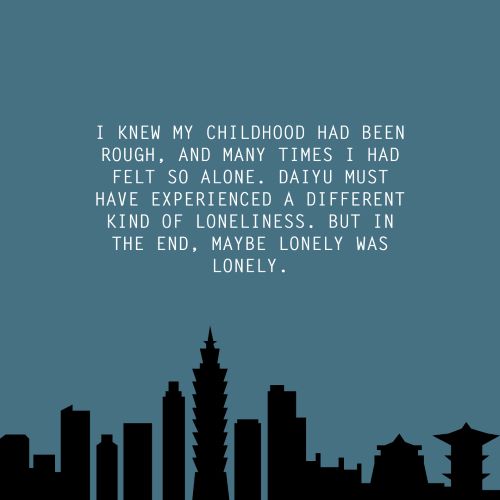 I KNEW MY CHILDHOOD HAD BEEN
ROUGH, AND MANY TIMES I HAD
FELT SO ALONE. DAIYU MUST
HAVE EXPERIENCED A DIFFERENT
KIND OF LONELINESS. BUT IN
THE END, MAYBE LONELY WAS
LONELY.